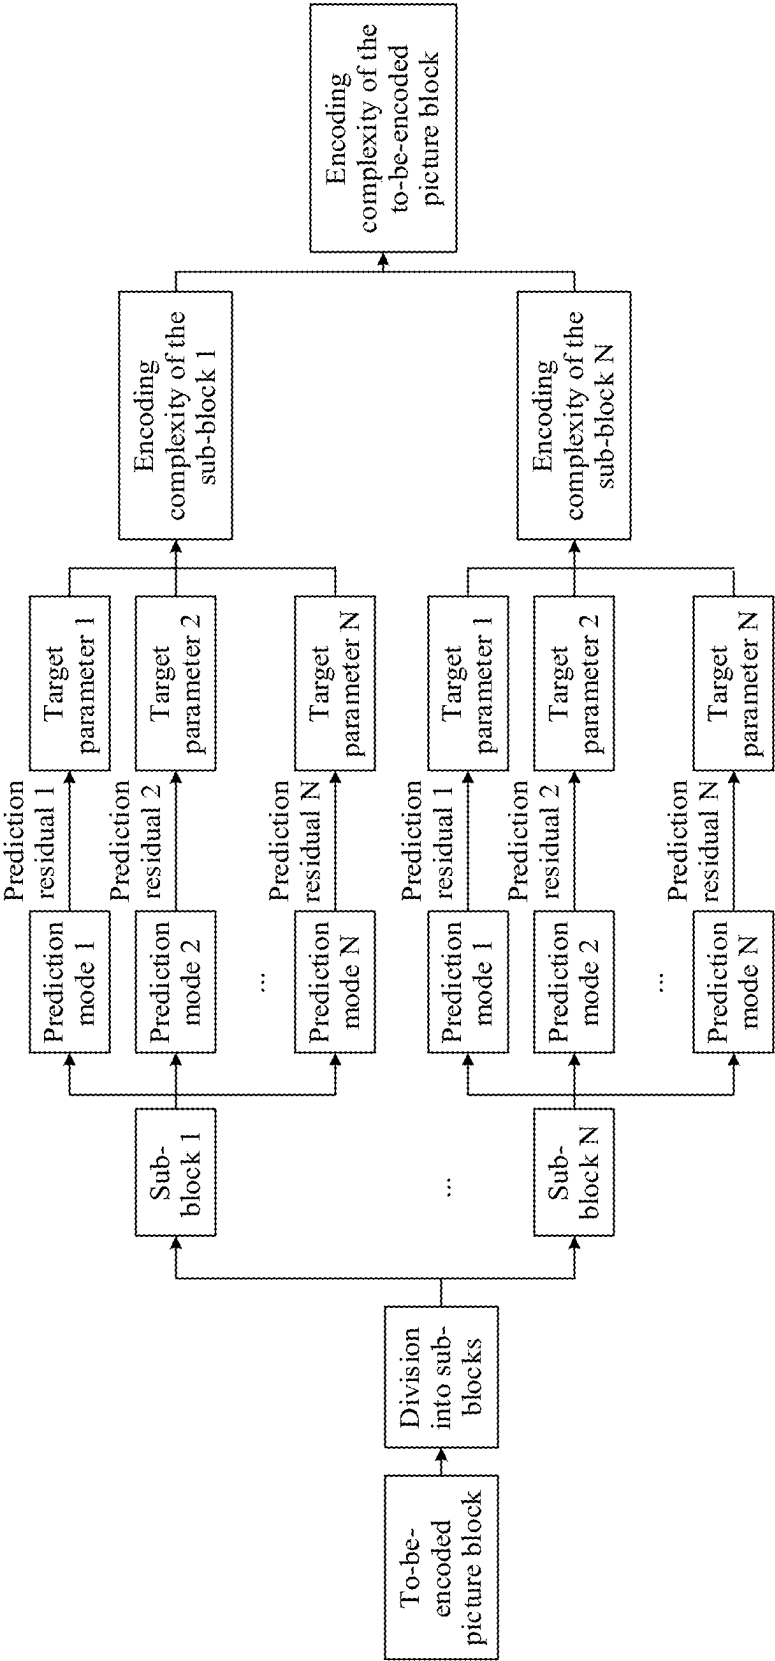 To-be-
encoded
picture block
Division
into sub-
blocks
Sub-
block 1
...
Sub-
block N
Prediction
mode 1
Prediction
mode 2
...
Prediction
mode N
Prediction
residual 1
Prediction
residual 2
Prediction
residual N
Target
parameter 1
Target
parameter 2
Target
parameter N
Encoding
complexity of the
sub-block 1
Prediction
mode 1
Prediction
mode 2
...
Prediction
mode N
Prediction
residual 1
Prediction
residual 2
Prediction
residual N
Target
parameter 1
Target
parameter 2
Target
parameter N
Encoding
complexity of the
sub-block N
Encoding
complexity of the
to-be-encoded
picture block